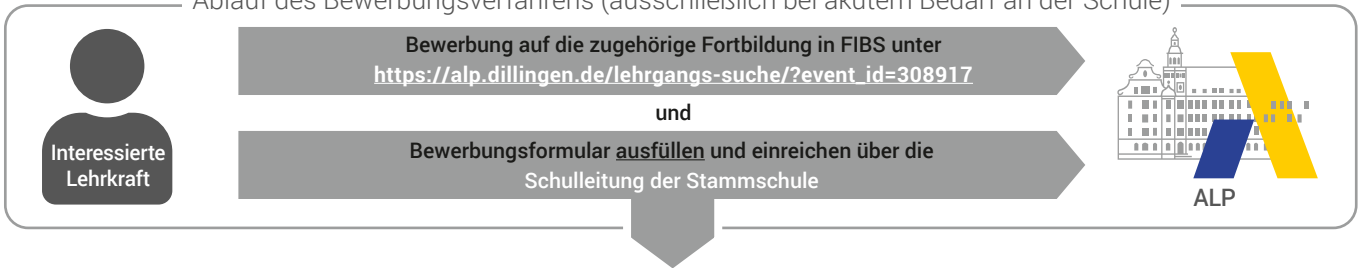 Ablauf des Bewerbungsverfahrens (ausschließlich bei akutem Bedarf an der Schule)
Bewerbung auf die zugehörige Fortbildung in FIBS unter
https://alp.dillingen.de/lehrgangs-suche/?event_id=308917
und
Interessierte
Lehrkraft
Bewerbungsformular ausfüllen und einreichen über die
Schulleitung der Stammschule
ALP